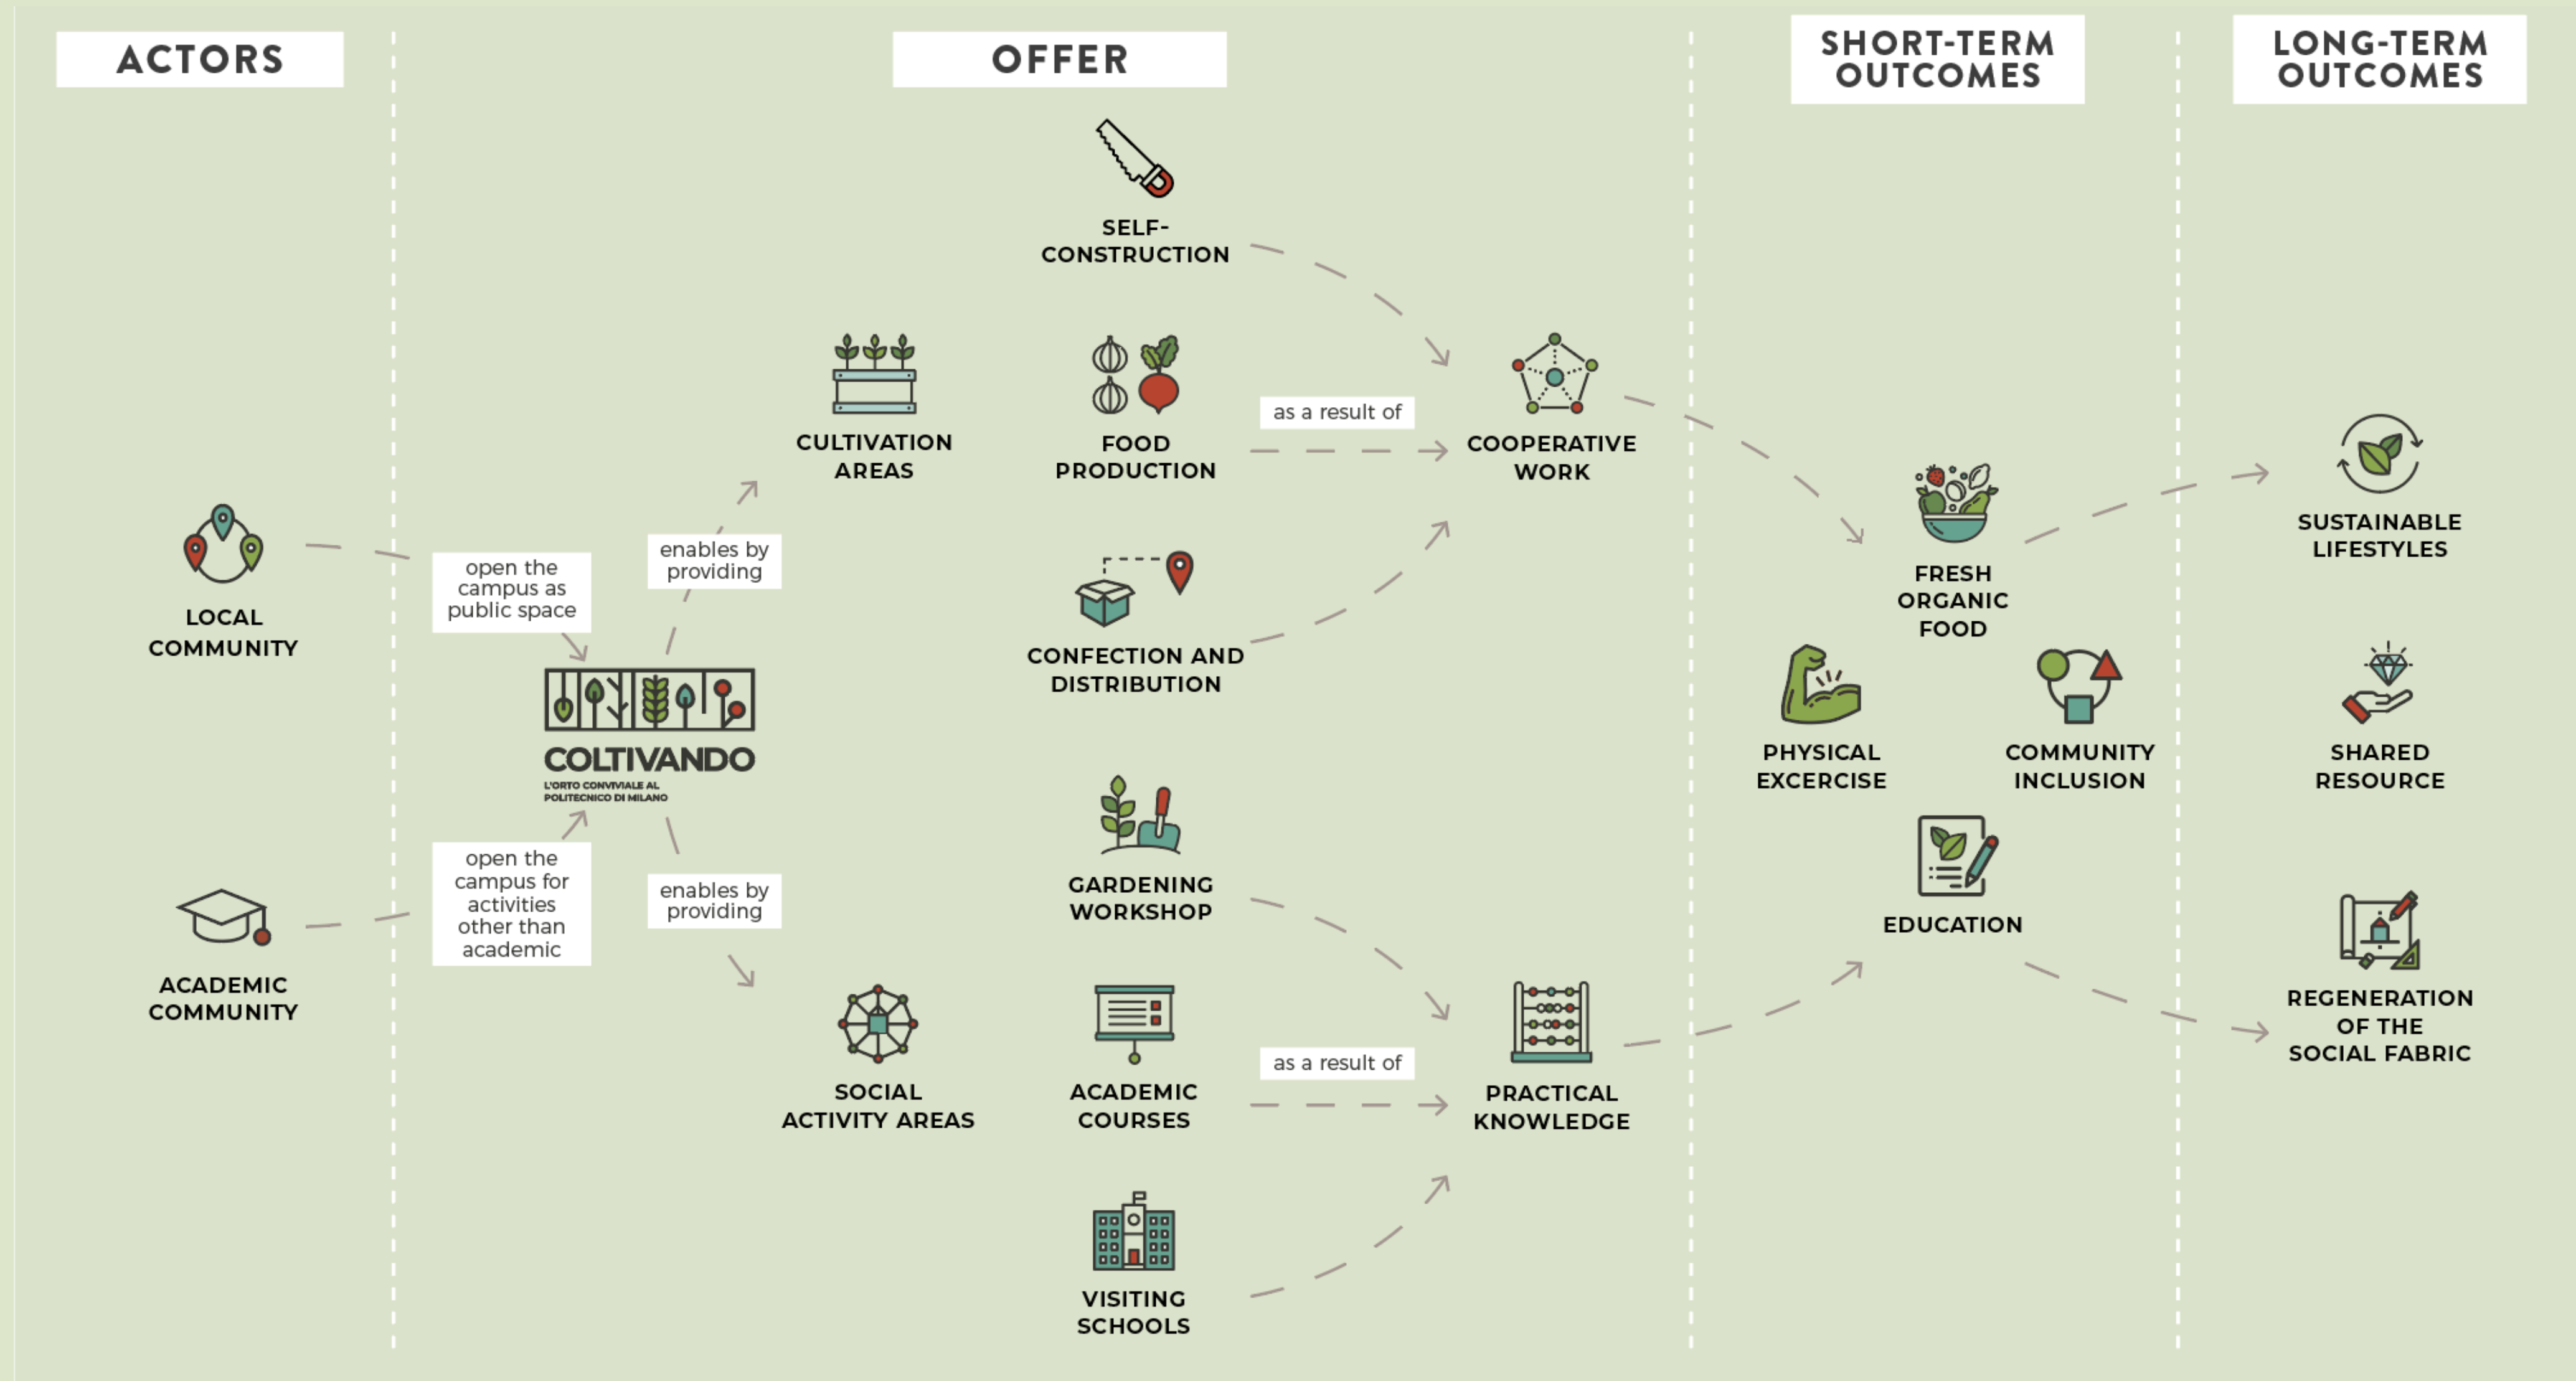 ACTORS
OFFER
SHORT-TERM
OUTCOMES
LONG-TERM
OUTCOMES
LOCAL
COMMUNITY
ACADEMIC
COMMUNITY
open the
campus as
public space
open the
campus for
activities
other than
academic
COLTIVANDO
L'ORTO CONVIVIALE AL
POLITECNICO DI MILANO
enables by
providing
enables by
providing
CULTIVATION
AREAS
SOCIAL
ACTIVITY AREAS
SELF-
CONSTRUCTION
FOOD
PRODUCTION
CONFECTION AND
DISTRIBUTION
GARDENING
WORKSHOP
ACADEMIC
COURSES
VISITING
SCHOOLS
as a result of
as a result of
COOPERATIVE
WORK
PRACTICAL
KNOWLEDGE
FRESH
ORGANIC
FOOD
PHYSICAL
EXCERCISE
COMMUNITY
INCLUSION
EDUCATION
SUSTAINABLE
LIFESTYLES
SHARED
RESOURCE
REGENERATION
OF THE
SOCIAL FABRIC